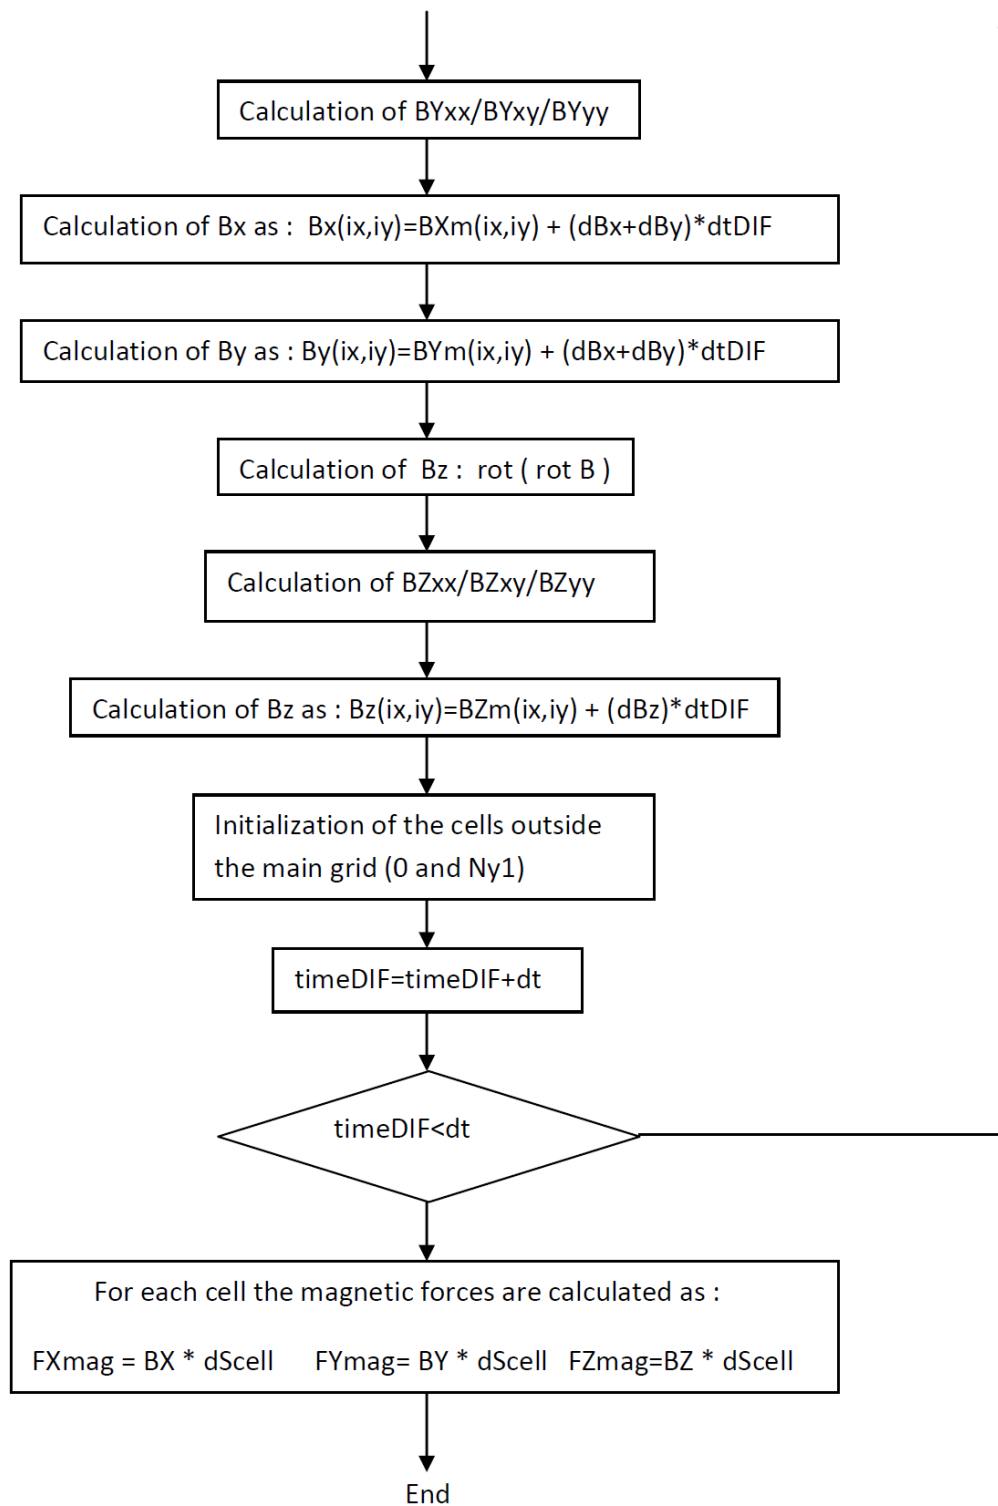 Calculation of BYxx/BYxy/BYyy
Calculation of Bx as : Bx(ix,iy)=BXm(ix,iy) + (dBx+dBy)*dtDIF
Calculation of By as : By(ix,iy)=BYm(ix,iy) + (dBx+dBy)*dtDIF
Calculation of Bz : rot ( rot B )
Calculation of BZxx/BZxy/BZyy
Calculation of Bz as : Bz(ix,iy)=BZm(ix,iy) + (dBz)*dtDIF
Initialization of the cells outside
the main grid (0 and Ny1)
timeDIF=timeDIF+dt
timeDIF<dt
For each cell the magnetic forces are calculated as :
FXmag = BX * dScell FYmag= BY * dScell FZmag=BZ * dScell
End